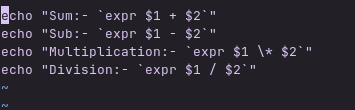 echo "Sum:- `expr $1 + $2`"
echo "Sub:- `expr $1 - $2`"
echo "Multiplication:- `expr $1 \* $2`"
echo "Division:- `expr $1 / $2`"
~
~